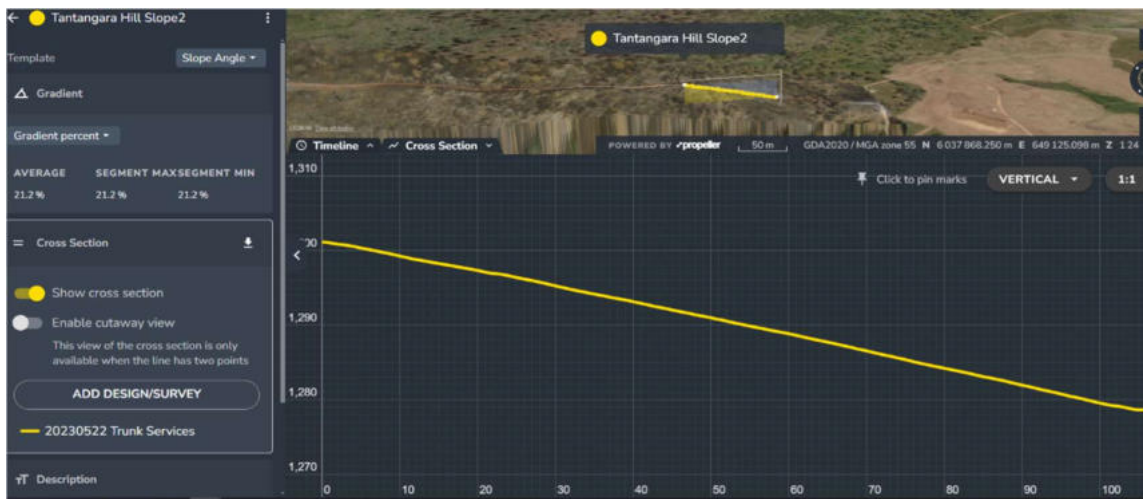 Tantangara Hill Slope2
Template
Slope Angle
Gradient
Gradient percent
AVERAGE SEGMENT MAX SEGMENT MIN
21.2 % 21.2 % 21.2 %
Cross Section
Show cross section
Enable cutaway view
This view of the cross section is only
available when the line has two points
ADD DESIGN/SURVEY
20230522 Trunk Services
Description
Tantangara Hill Slope2
Timeline Cross Section POWERED BY propeller 50 m GDA2020 / MGA zone 55 N 6 037 868.250 m E 649 125.098 m Z 1 24
Click to pin marks VERTICAL 1:1
1,310
1,290
1,280
1,270
0 10 20 30 40 50 60 70 80 90 100